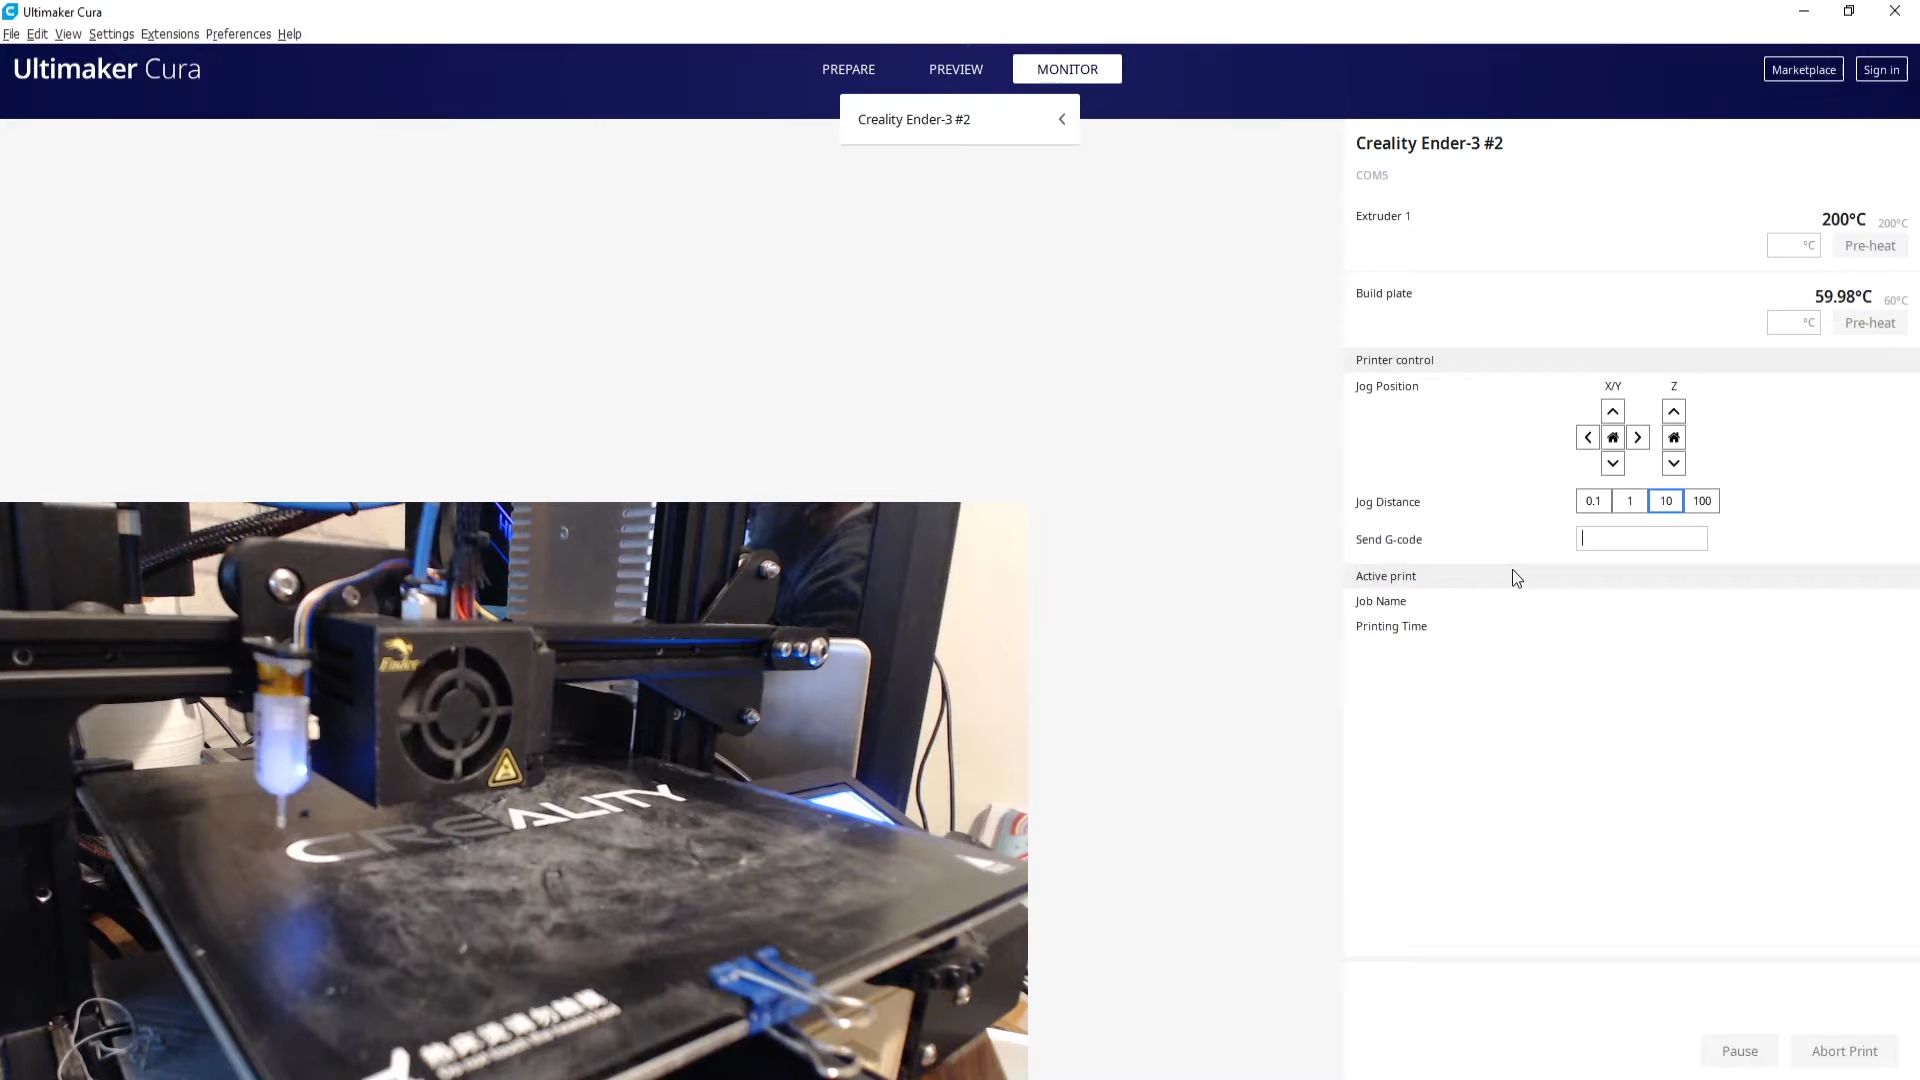 Ultimaker Cura
File Edit View Settings Extensions Preferences Help
Ultimaker Cura
PREPARE
PREVIEW
MONITOR
Marketplace
Sign in
Creality Ender-3 #2
Creality Ender-3 #2
COM5
Extruder 1
200°C 200°C
°C Pre-heat
Build plate
59.98°C 60°C
°C Pre-heat
Printer control
Jog Position
X/Y
Z
Jog Distance
0.1 1 10 100
Send G-code
Active print
Job Name
Printing Time
CREALITY
Pause
Abort Print